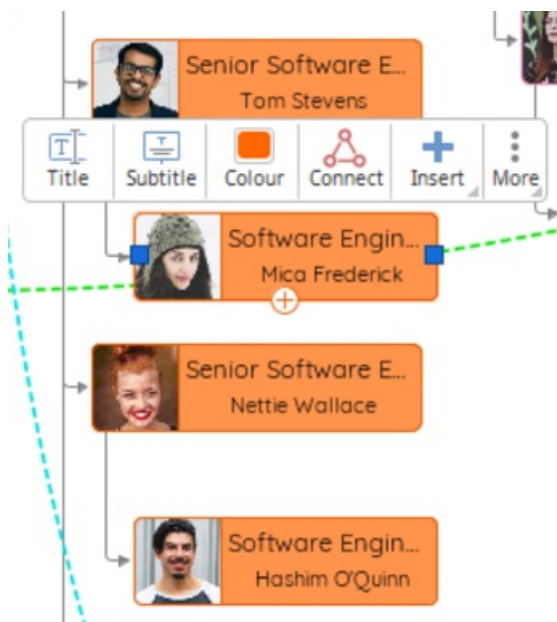 Senior Software E...
Tom Stevens
Title
Subtitle
Colour
Connect
Insert
More
Software Engin...
Mica Frederick
Senior Software E...
Nettie Wallace
Software Engin...
Hashim O'Quinn